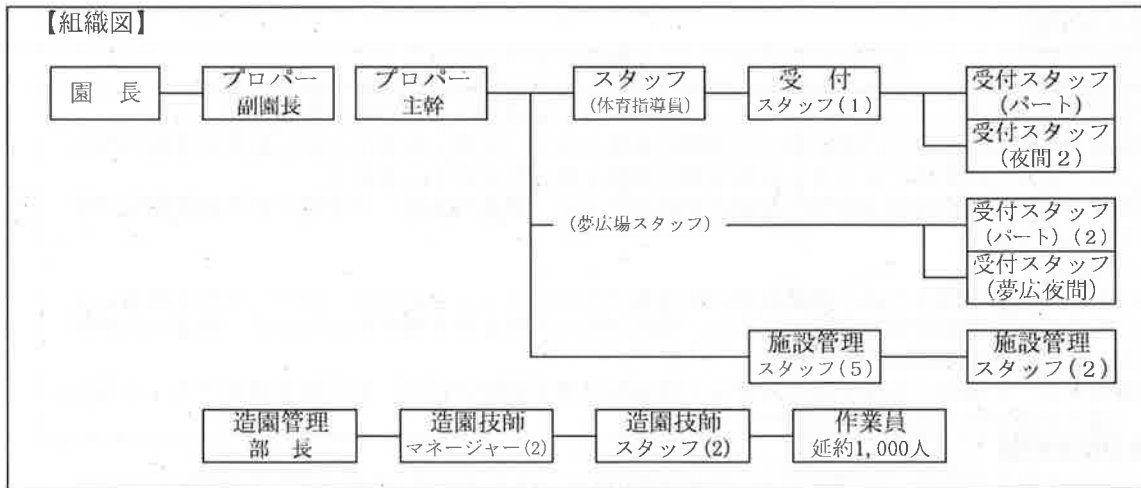 【組織図】
園 長
プロパー
副園長
プロパー
主幹
スタッフ
(体育指導員)
受 付
スタッフ(1)
受付スタッフ
(パート)
受付スタッフ
(夜間2)
(夢広場スタッフ)
受付スタッフ
(パート)(2)
受付スタッフ
(夢広夜間)
施設管理
スタッフ(5)
施設管理
スタッフ(2)
造園管理
部 長
造園技師
マネージャー(2)
造園技師
スタッフ(2)
作業員
延約1,000人